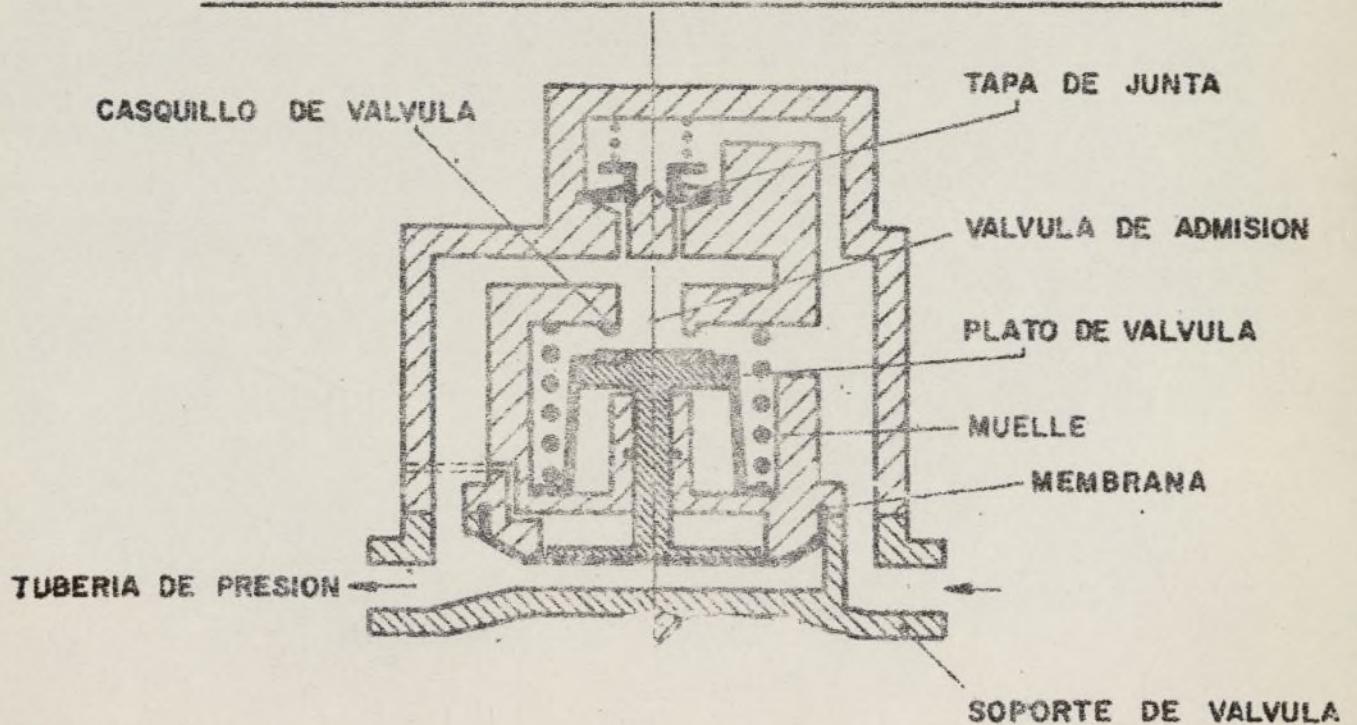 TAPA DE JUNTA
CASQUILLO DE VALVULA
VALVULA DE ADMISION
PLATO DE VALVULA
MUELLE
MEMBRANA
TUBERIA DE PRESION
SOPORTE DE VALVULA